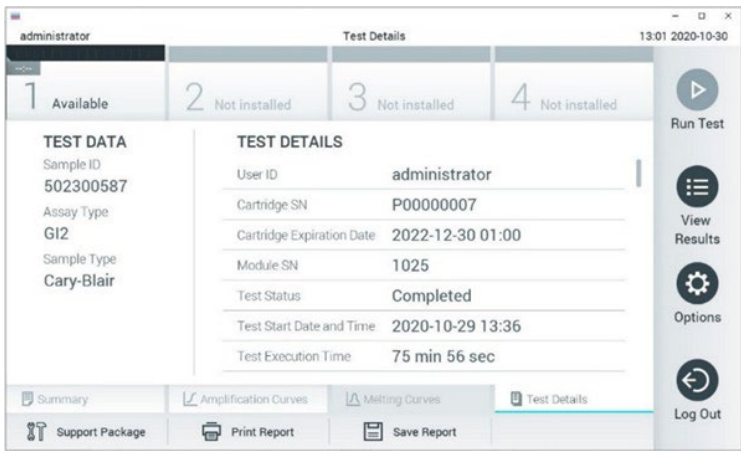 administrator
Test Details
13:01 2020-10-30
1 Available
2 Not installed
3 Not installed
4 Not installed
Run Test
View
Results
Options
Log Out
TEST DATA
Sample ID
502300587
Assay Type
GI2
Sample Type
Cary-Blair
TEST DETAILS
User ID administrator
Cartridge SN P00000007
Cartridge Expiration Date 2022-12-30 01:00
Module SN 1025
Test Status Completed
Test Start Date and Time 2020-10-29 13:36
Test Execution Time 75 min 56 sec
Summary
Amplification Curves
Melting Curves
Test Details
Support Package
Print Report
Save Report